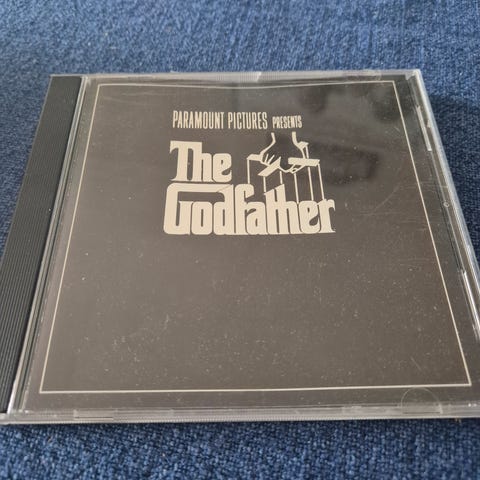 PARAMOUNT PICTURES PRESENTS
The
Godfather